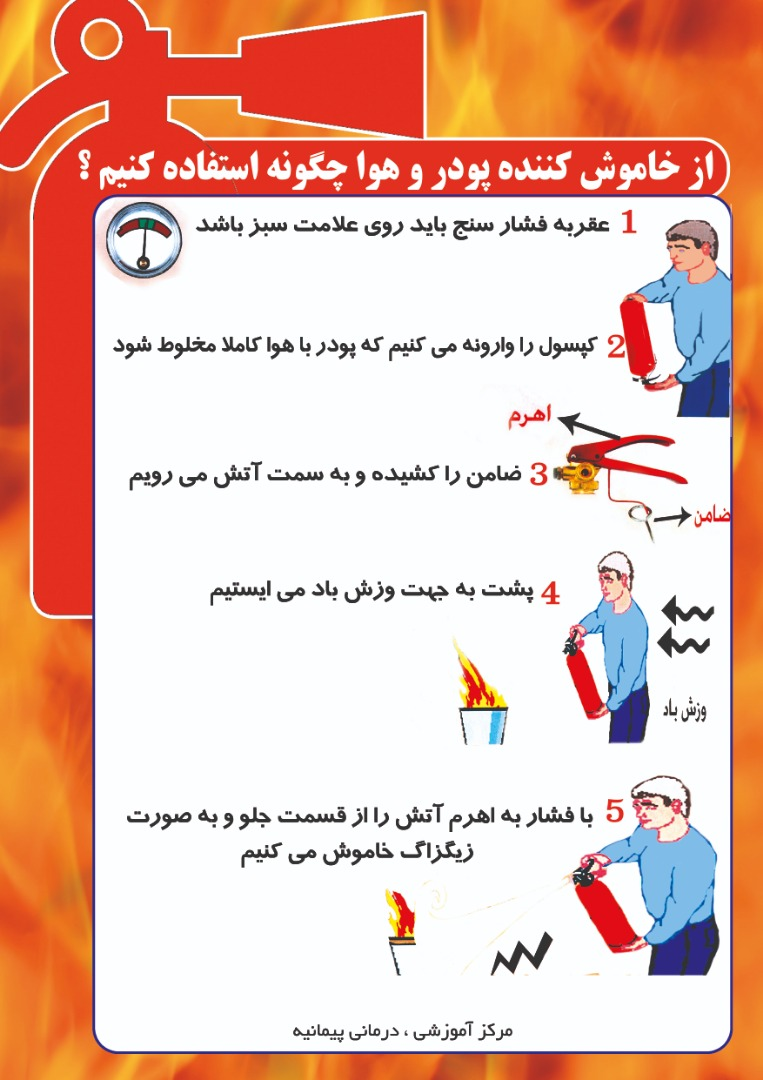 از خاموش کننده پودر و هوا چگونه استفاده کنیم ؟
1 عقربه فشار سنج باید روی علامت سبز باشد
2 کپسول را وارونه می کنیم که پودر با هوا کاملا مخلوط شود
اهرم
3 ضامن را کشیده و به سمت آتش می رویم
ضامن
4 پشت به جهت وزش باد می ایستیم
وزش باد
5 با فشار به اهرم آتش را از قسمت جلو و به صورت
زیگزاگ خاموش می کنیم
مرکز آموزشی ، درمانی پیمانیه